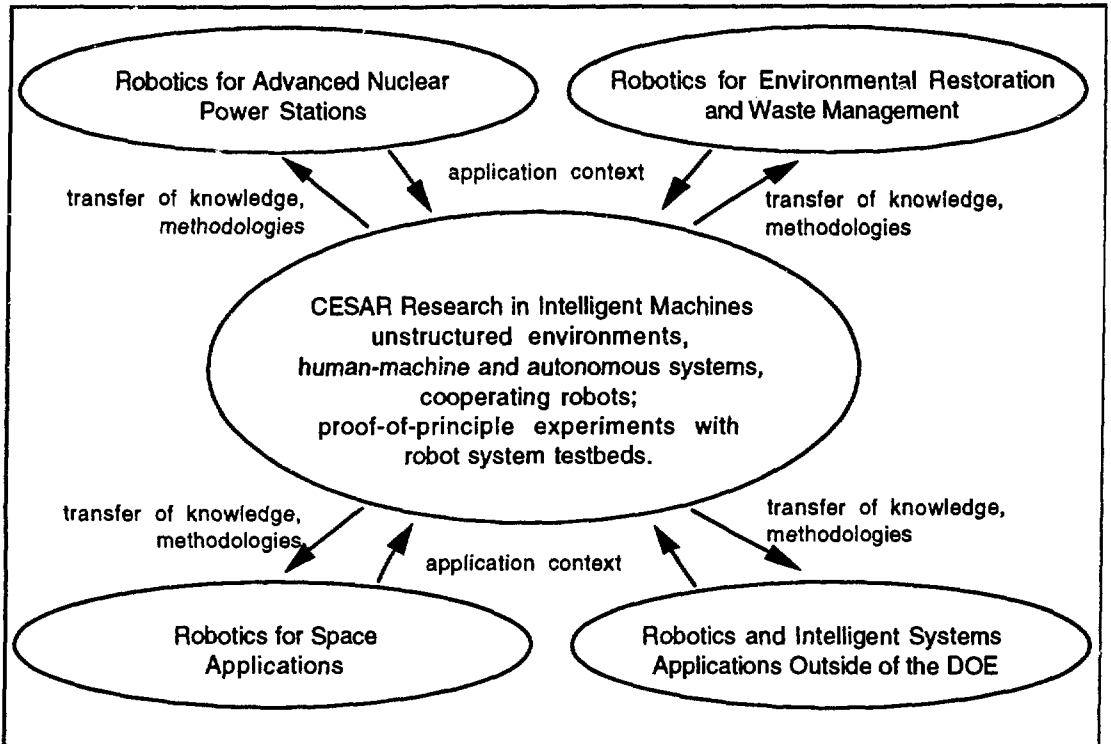 Robotics for Advanced Nuclear
Power Stations
Robotics for Environmental Restoration
and Waste Management
application context
transfer of knowledge,
methodologies
transfer of knowledge,
methodologies
CESAR Research in Intelligent Machines
unstructured environments,
human-machine and autonomous systems,
cooperating robots;
proof-of-principle experiments with
robot system testbeds.
transfer of knowledge,
methodologies
transfer of knowledge,
methodologies
application context
Robotics for Space
Applications
Robotics and Intelligent Systems
Applications Outside of the DOE